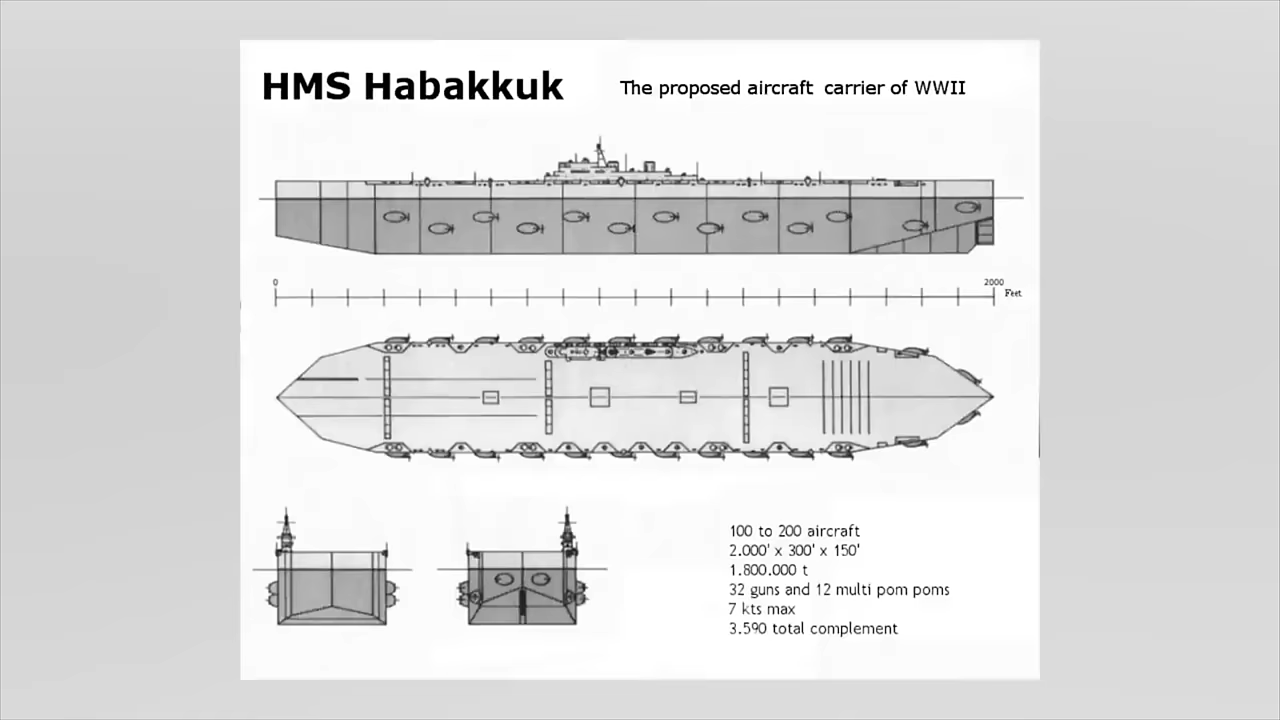 HMS Habakkuk
The proposed aircraft carrier of WWII
0
2000
Feet
100 to 200 aircraft
2.000' x 300' x 150'
1.800.000 t
32 guns and 12 multi pom poms
7 kts max
3.590 total complement